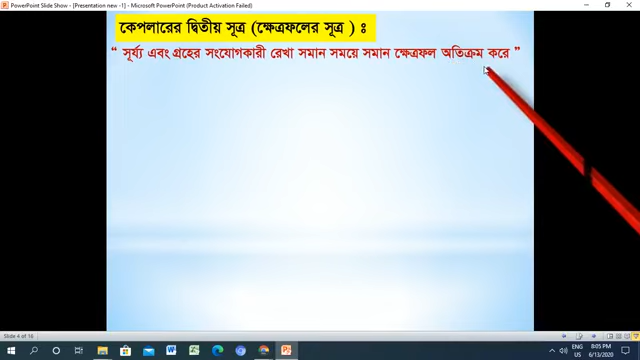 PowerPoint Slide Show - [Presentation new -1] - Microsoft PowerPoint (Product Activation Failed)
কেপলারের দ্বিতীয় সূত্র (ক্ষেত্রফলের সূত্র ) ঃ
“ সূর্য্য এবং গ্রহের সংযোগকারী রেখা সমান সময়ে সমান ক্ষেত্রফল অতিক্রম করে ”
Slide 4 of 16
ENG
US
8:05 PM
6/13/2020